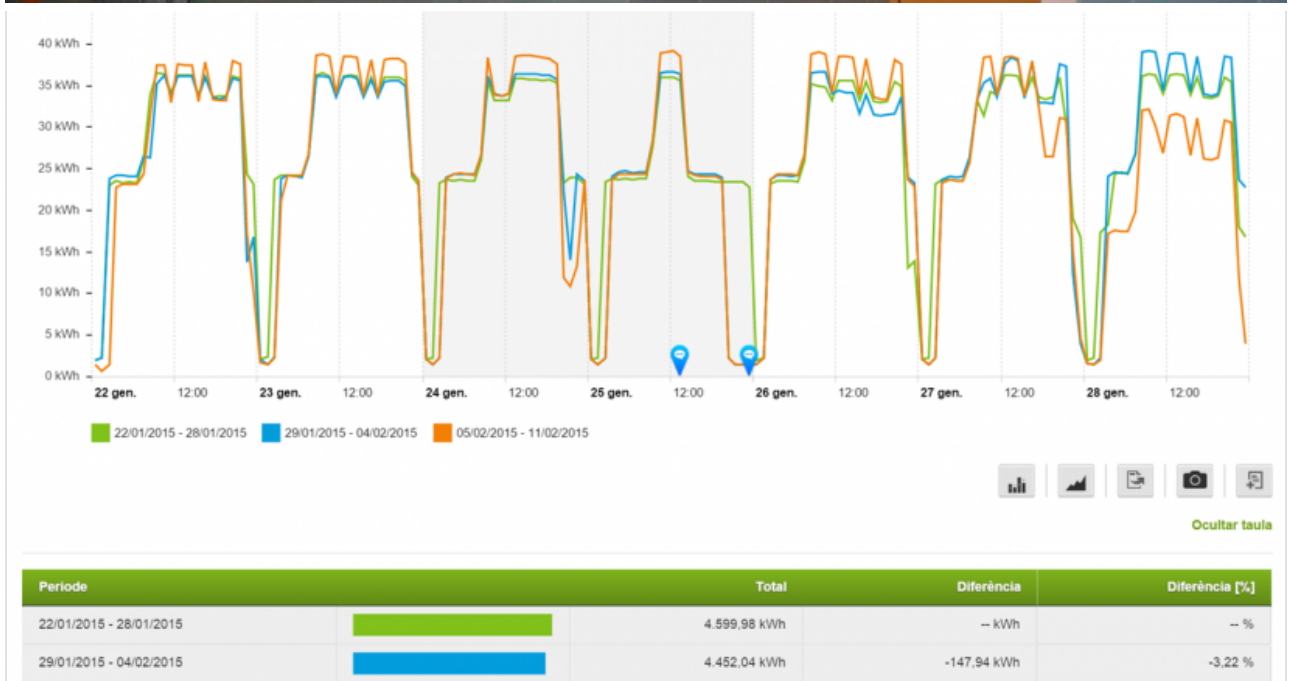 40 kWh
35 kWh
30 kWh
25 kWh
20 kWh
15 kWh
10 kWh
5 kWh
0 kWh
22 gen. 12:00 23 gen. 12:00 24 gen. 12:00 25 gen. 12:00 26 gen. 12:00 27 gen. 12:00 28 gen. 12:00
22/01/2015 - 28/01/2015 29/01/2015 - 04/02/2015 05/02/2015 - 11/02/2015
Ocultar taula
Periode Total Diferència Diferència [%]
22/01/2015 - 28/01/2015 4.599,98 kWh -- kWh -- %
29/01/2015 - 04/02/2015 4.452,04 kWh -147,94 kWh -3,22 %